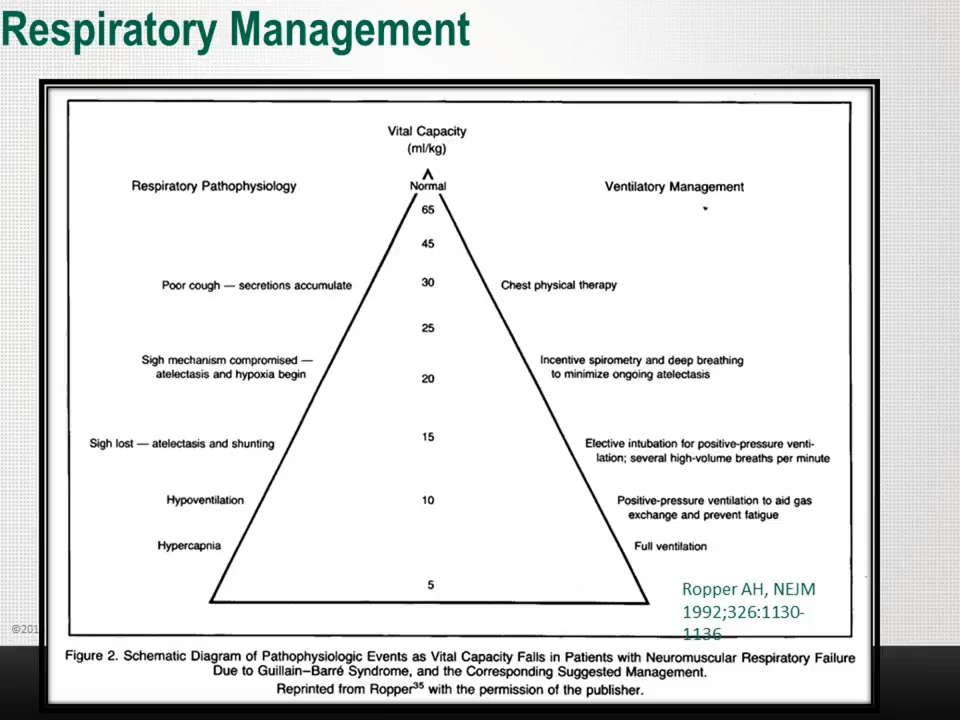 Respiratory Management
Vital Capacity
(ml/kg)
Respiratory Pathophysiology
Normal
Ventilatory Management
65
45
Poor cough — secretions accumulate
30
Chest physical therapy
25
Sigh mechanism compromised —
atelectasis and hypoxia begin
Incentive spirometry and deep breathing
to minimize ongoing atelectasis
20
Sigh lost — atelectasis and shunting
15
Elective intubation for positive-pressure venti-
lation; several high-volume breaths per minute
Hypoventilation
10
Positive-pressure ventilation to aid gas
exchange and prevent fatigue
Hypercapnia
Full ventilation
5
Ropper AH, NEJM
1992;326:1130-
1136
©201
Figure 2. Schematic Diagram of Pathophysiologic Events as Vital Capacity Falls in Patients with Neuromuscular Respiratory Failure
Due to Guillain–Barré Syndrome, and the Corresponding Suggested Management.
Reprinted from Ropper35 with the permission of the publisher.